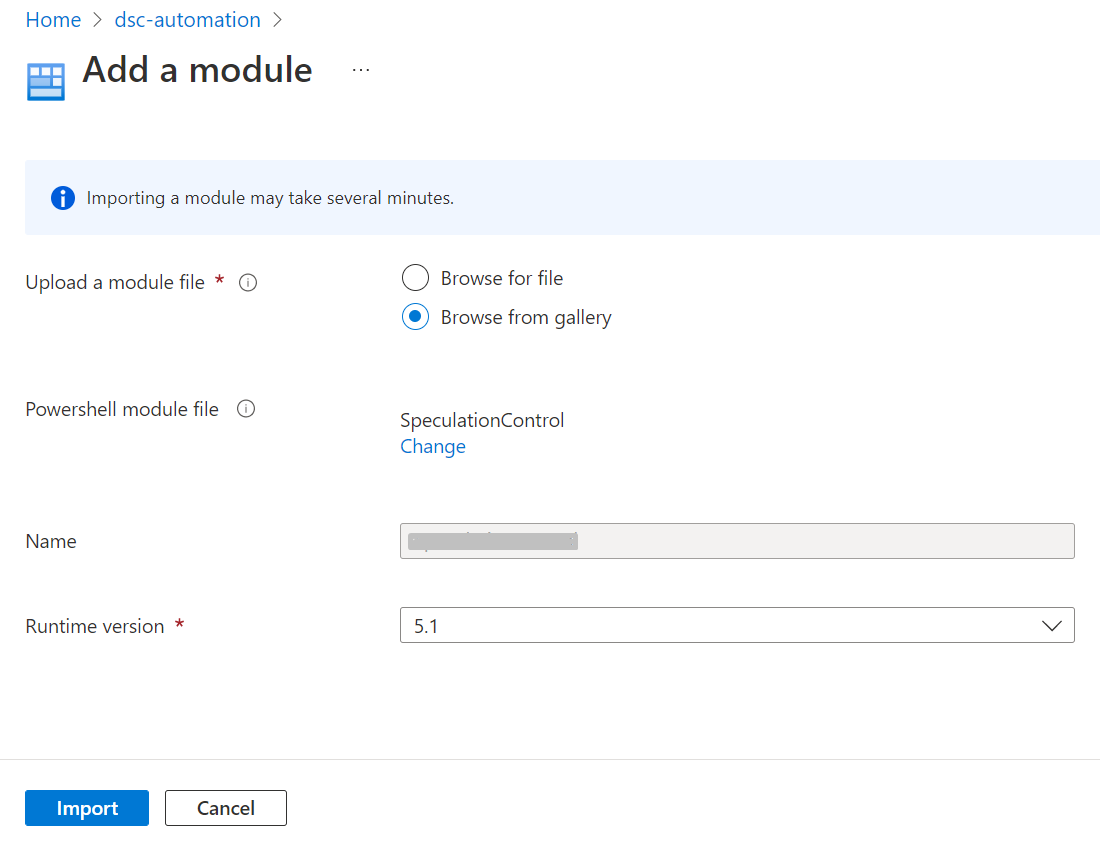 Home > dsc-automation >
Add a module ...
Importing a module may take several minutes.
Upload a module file *
Browse for file
Browse from gallery
Powershell module file
SpeculationControl
Change
Name
Runtime version *
5.1
Import
Cancel